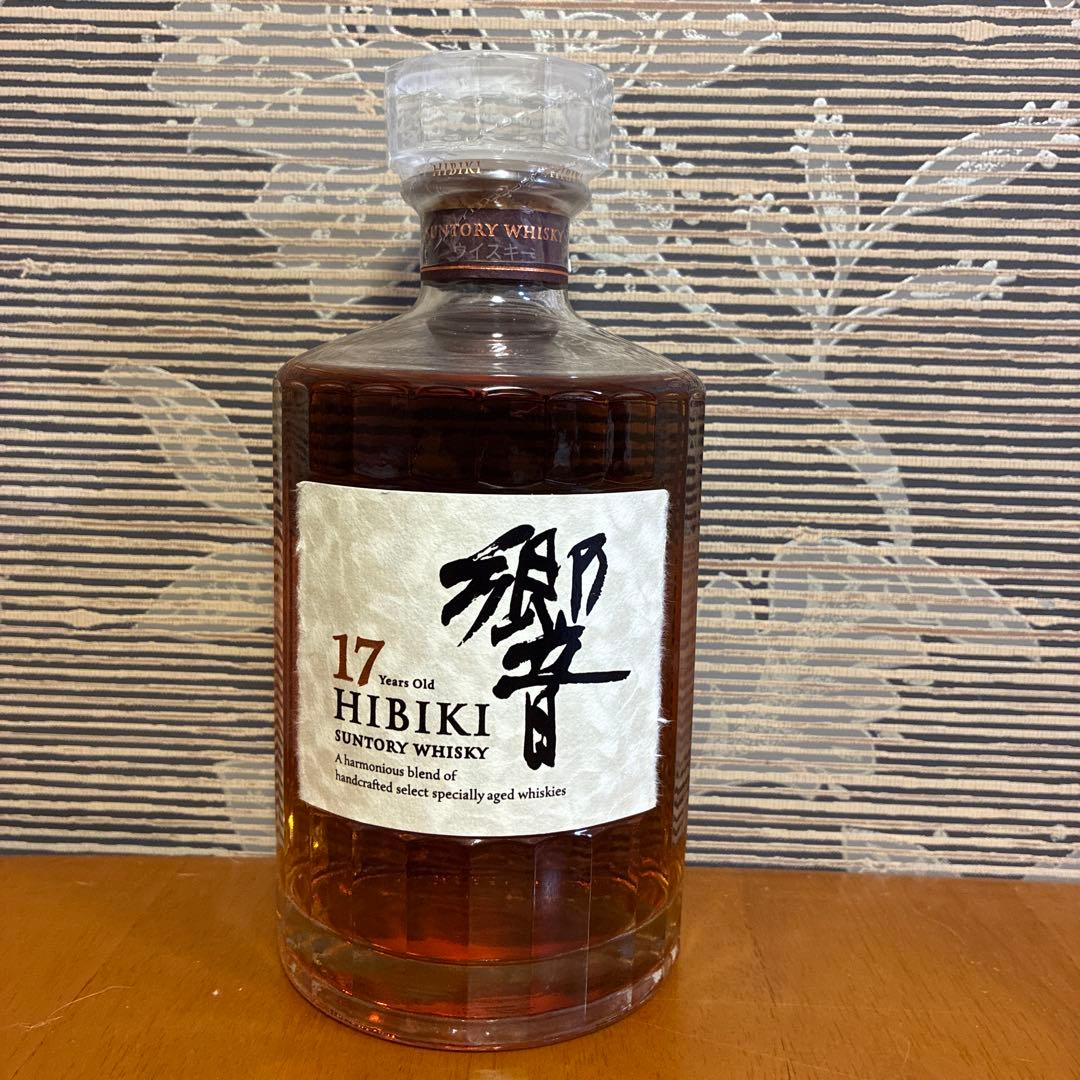 HIBIKI
SUNTORY WHISKY
ウイスキー
響
17 Years Old
HIBIKI
SUNTORY WHISKY
A harmonious blend of
handcrafted select specially aged whiskies